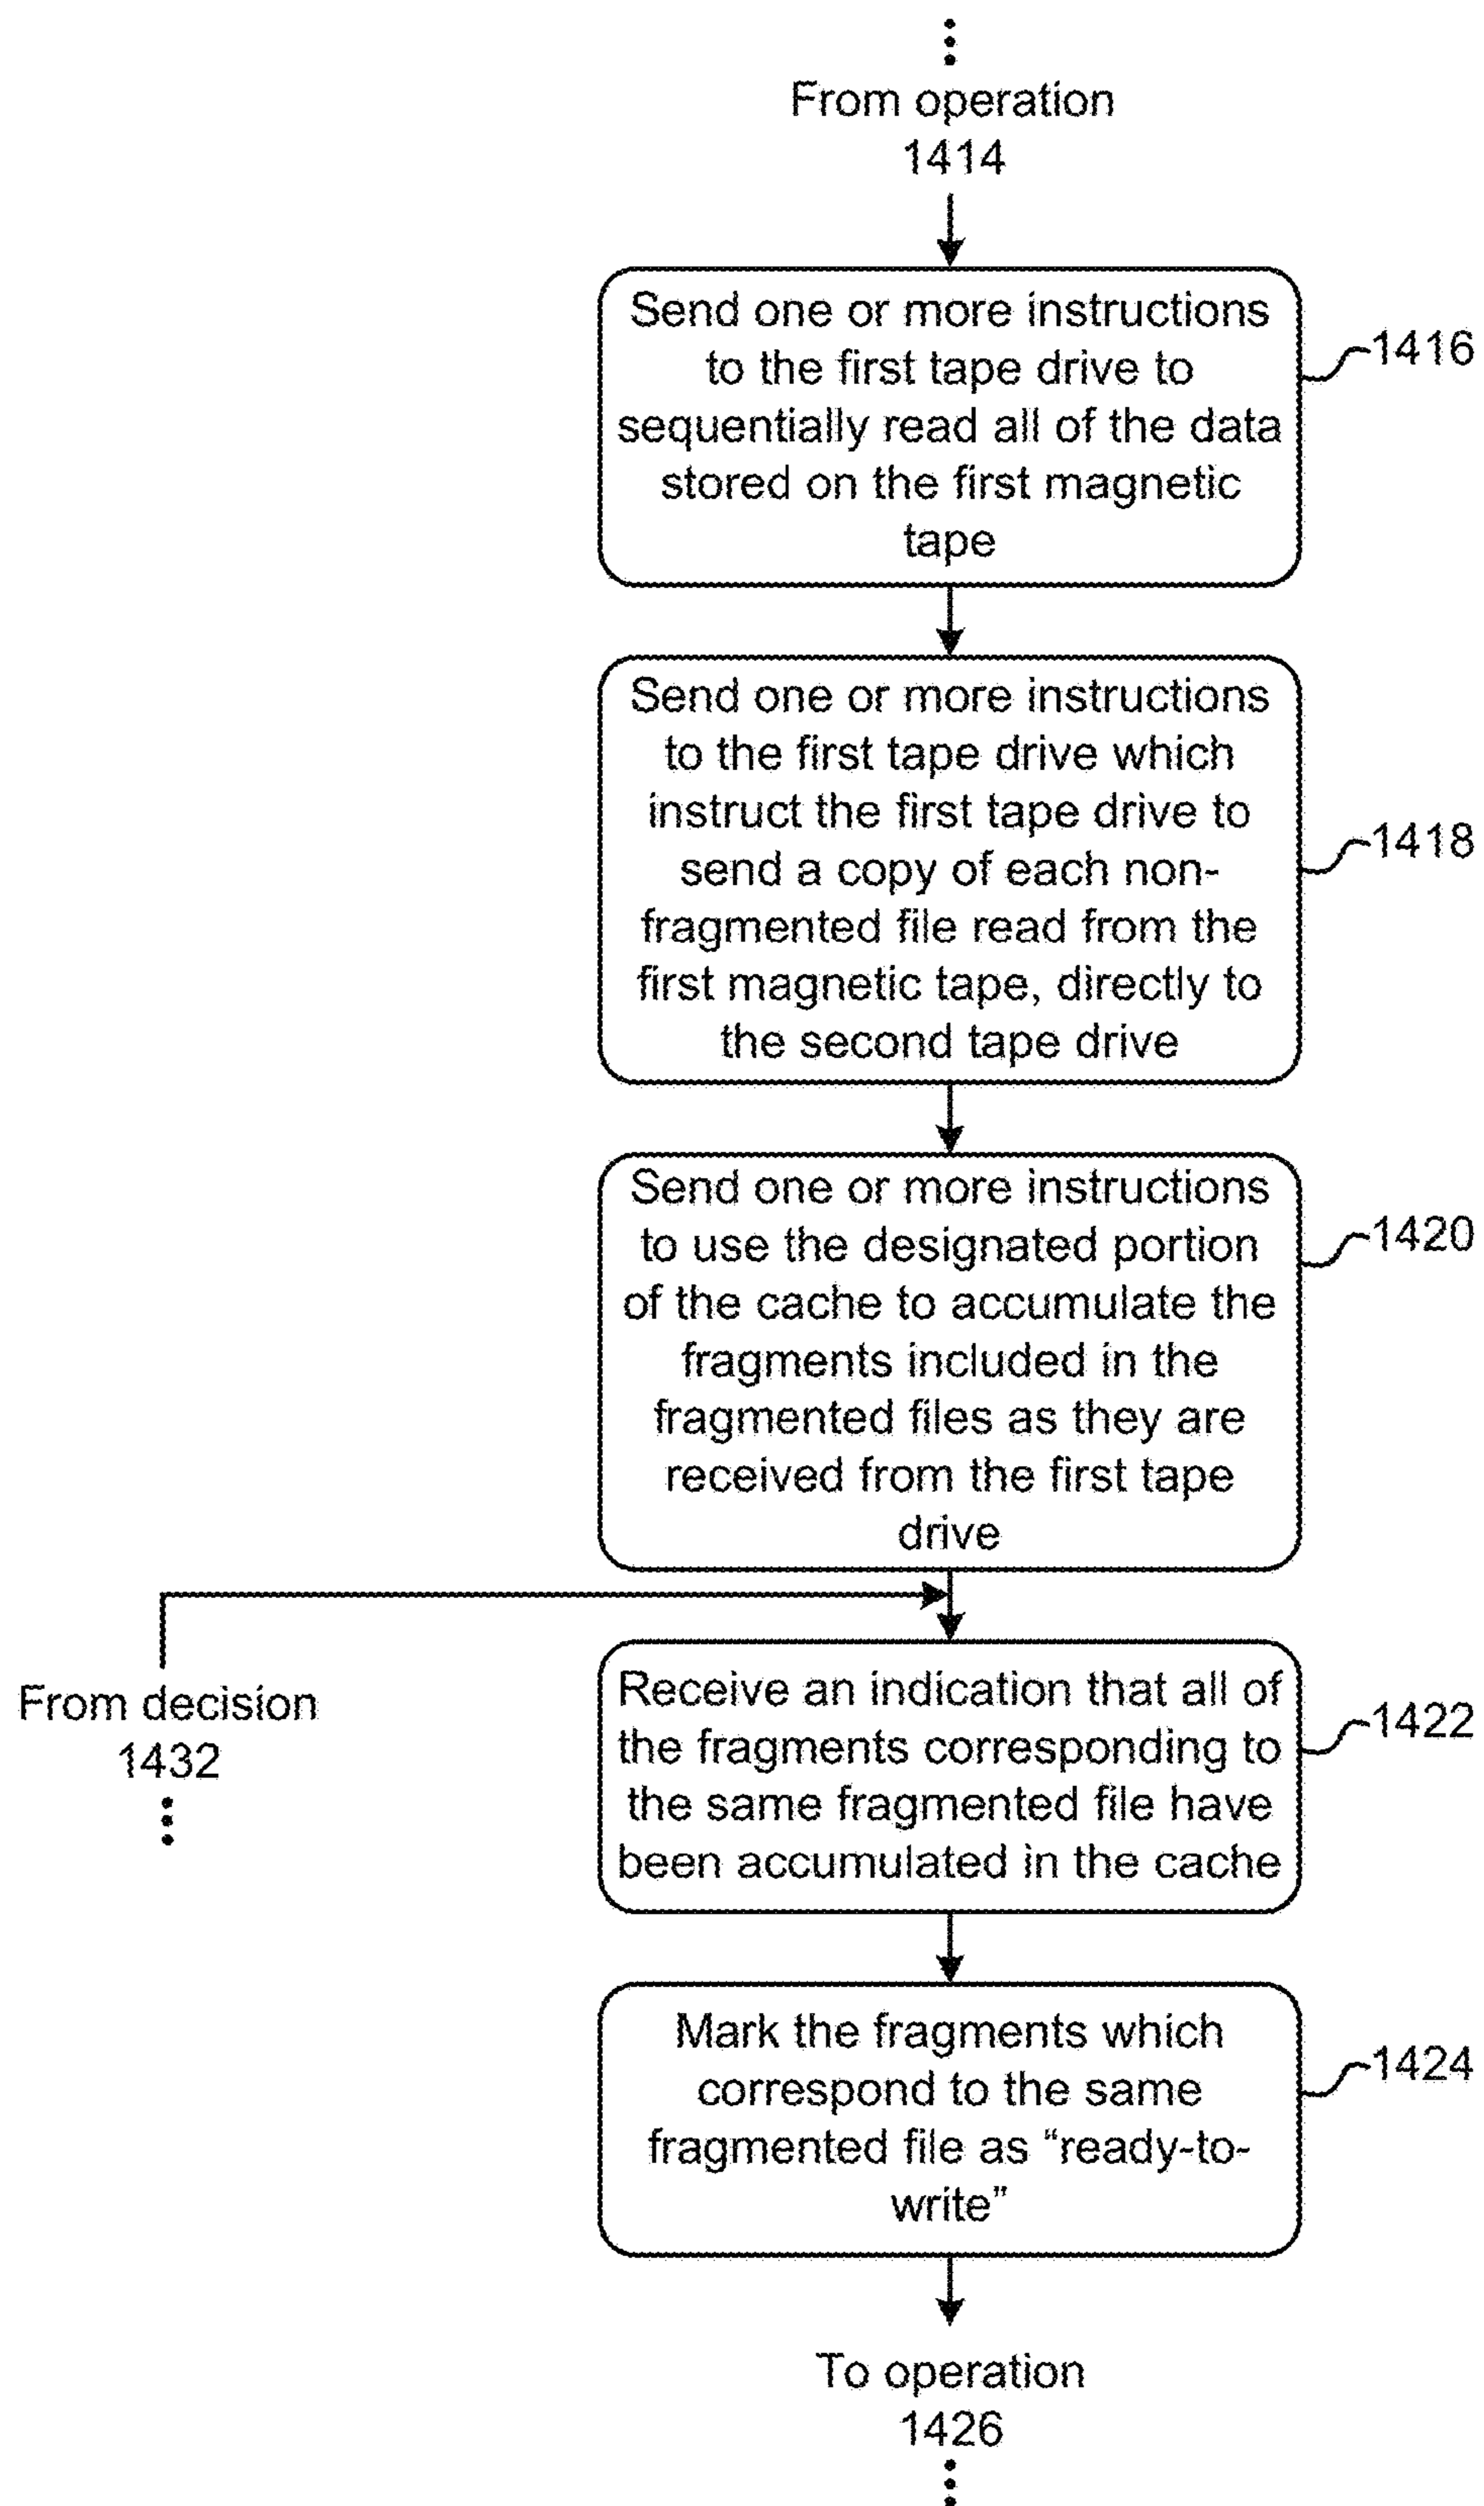 From operation
1414
Send one or more instructions
to the first tape drive to
sequentially read all of the data
stored on the first magnetic
tape
1416
Send one or more instructions
to the first tape drive which
instruct the first tape drive to
send a copy of each non-
fragmented file read from the
first magnetic tape, directly to
the second tape drive
1418
Send one or more instructions
to use the designated portion
of the cache to accumulate the
fragments included in the
fragmented files as they are
received from the first tape
drive
1420
From decision
1432
Receive an indication that all of
the fragments corresponding to
the same fragmented file have
been accumulated in the cache
1422
Mark the fragments which
correspond to the same
fragmented file as “ready-to-
write”
1424
To operation
1426